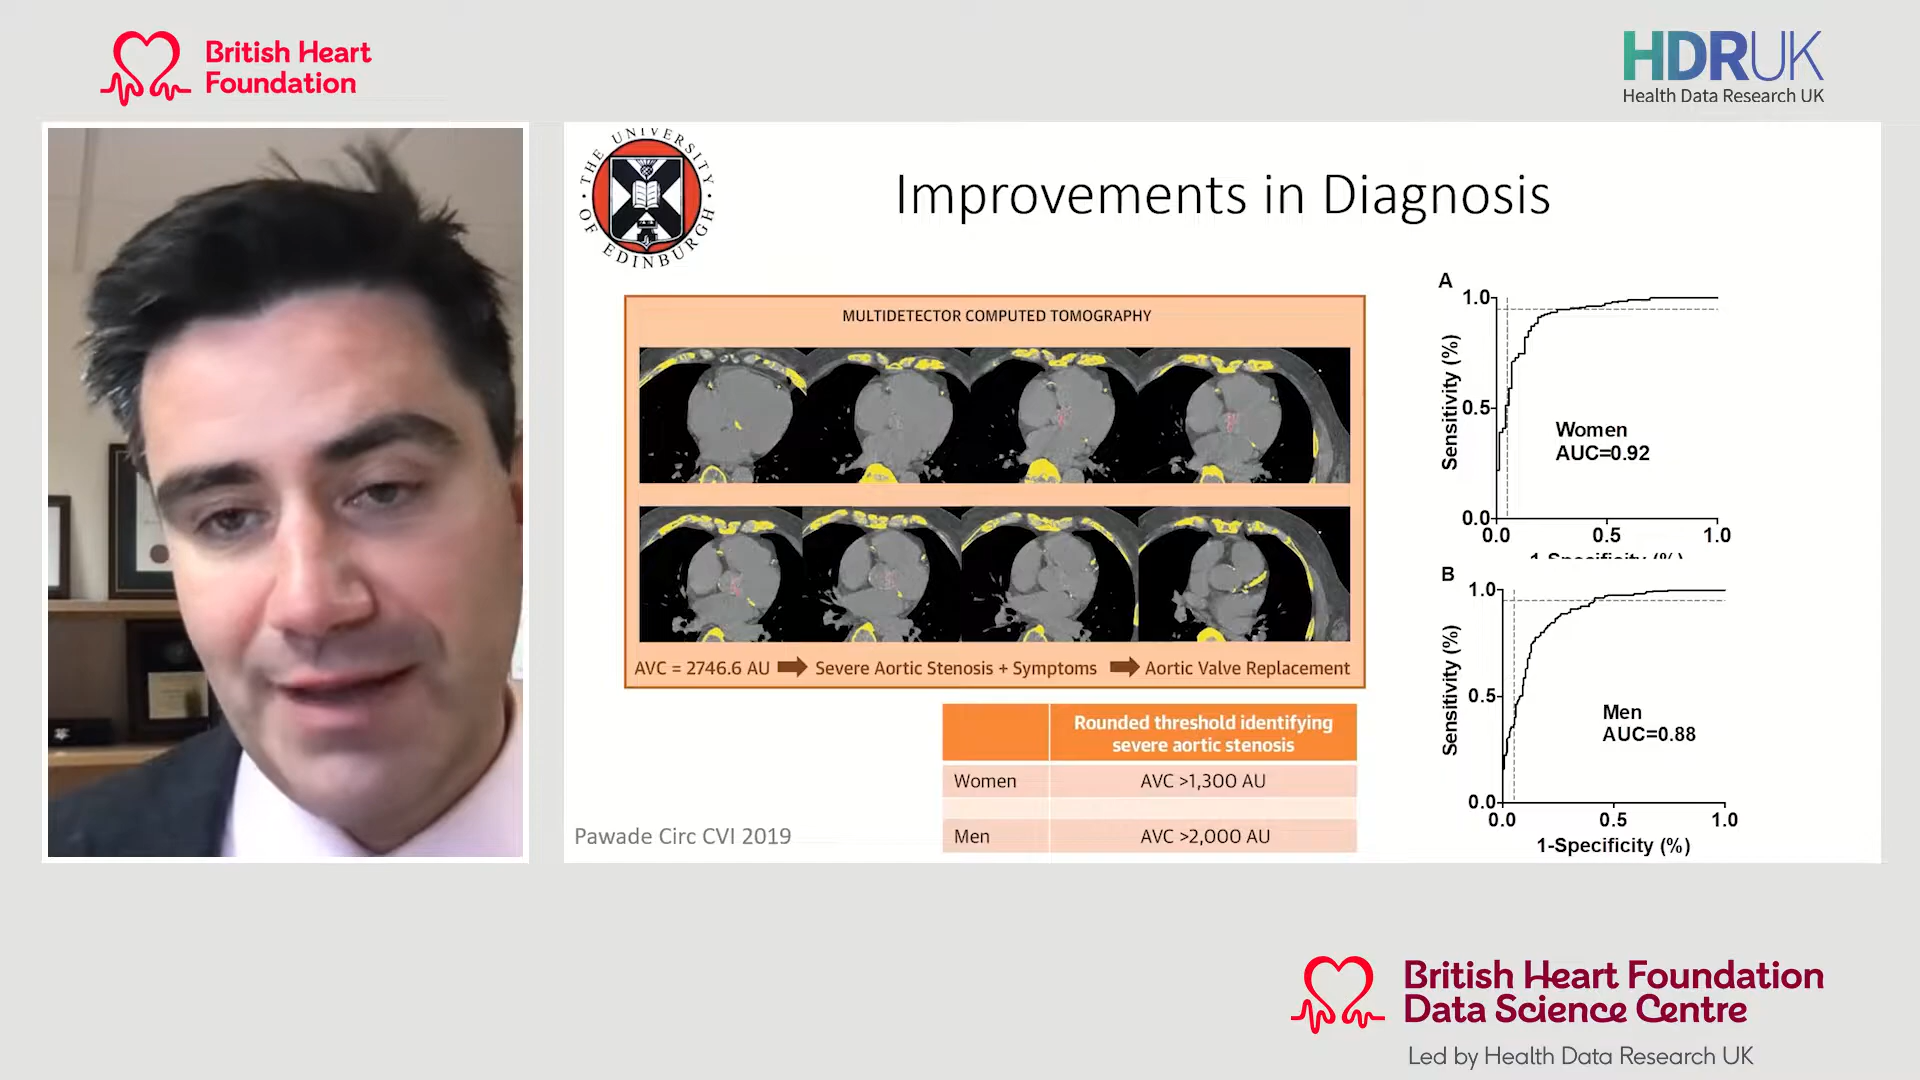 British Heart
Foundation
HDRUK
Health Data Research UK
THE UNIVERSITY OF EDINBURGH
Improvements in Diagnosis
MULTIDETECTOR COMPUTED TOMOGRAPHY
AVC = 2746.6 AU Severe Aortic Stenosis + Symptoms Aortic Valve Replacement
Rounded threshold identifying
severe aortic stenosis
Women AVC >1,300 AU
Men AVC >2,000 AU
Pawade Circ CVI 2019
A
1.0
Sensitivity (%)
0.5
Women
AUC=0.92
0.0
0.0 0.5 1.0
1-Specificity (%)
B
1.0
Sensitivity (%)
0.5
Men
AUC=0.88
0.0
0.0 0.5 1.0
1-Specificity (%)
British Heart Foundation
Data Science Centre
Led by Health Data Research UK